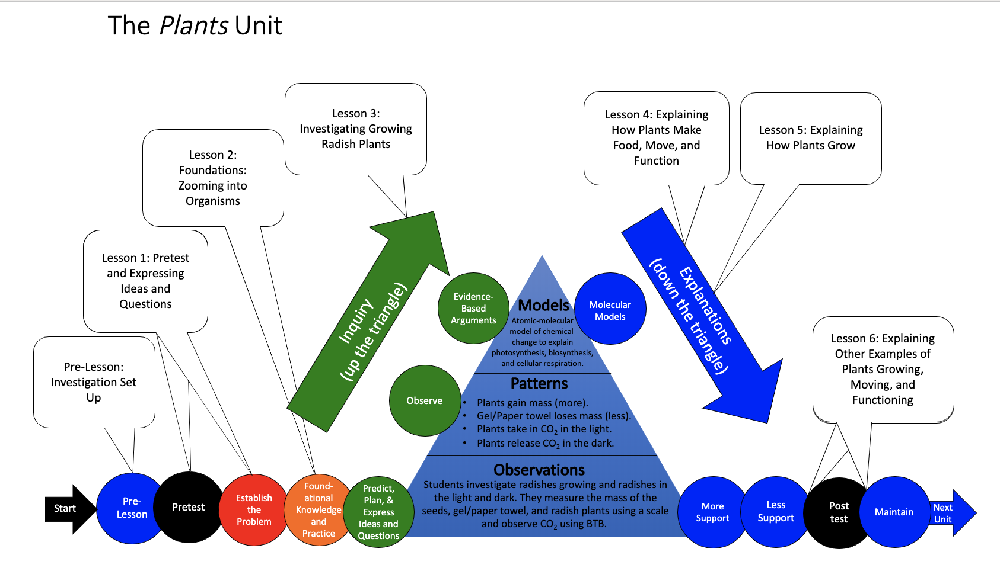 The Plants Unit
Lesson 3:
Investigating Growing
Radish Plants
Lesson 4: Explaining
How Plants Make
Food, Move, and
Function
Lesson 5: Explaining
How Plants Grow
Lesson 2:
Foundations:
Zooming into
Organisms
Lesson 1: Pretest
and Expressing
Ideas and
Questions
Pre-Lesson:
Investigation Set
Up
Inquiry
(up the triangle)
Explanations
(down the triangle)
Lesson 6: Explaining
Other Examples of
Plants Growing,
Moving, and
Functioning
Evidence-
Based
Arguments
Molecular
Models
Observe
Models
Atomic-molecular
model of chemical
change to explain
photosynthesis, biosynthesis,
and cellular respiration.
Patterns
• Plants gain mass (more).
• Gel/Paper towel loses mass (less).
• Plants take in CO₂ in the light.
• Plants release CO₂ in the dark.
Observations
Students investigate radishes growing and radishes in
the light and dark. They measure the mass of the
seeds, gel/paper towel, and radish plants using a scale
and observe CO₂ using BTB.
Start
Pre-
Lesson
Pretest
Establish
the
Problem
Found-
ational
Knowledge
and
Practice
Predict,
Plan, &
Express
Ideas and
Questions
More
Support
Less
Support
Post
test
Maintain
Next
Unit